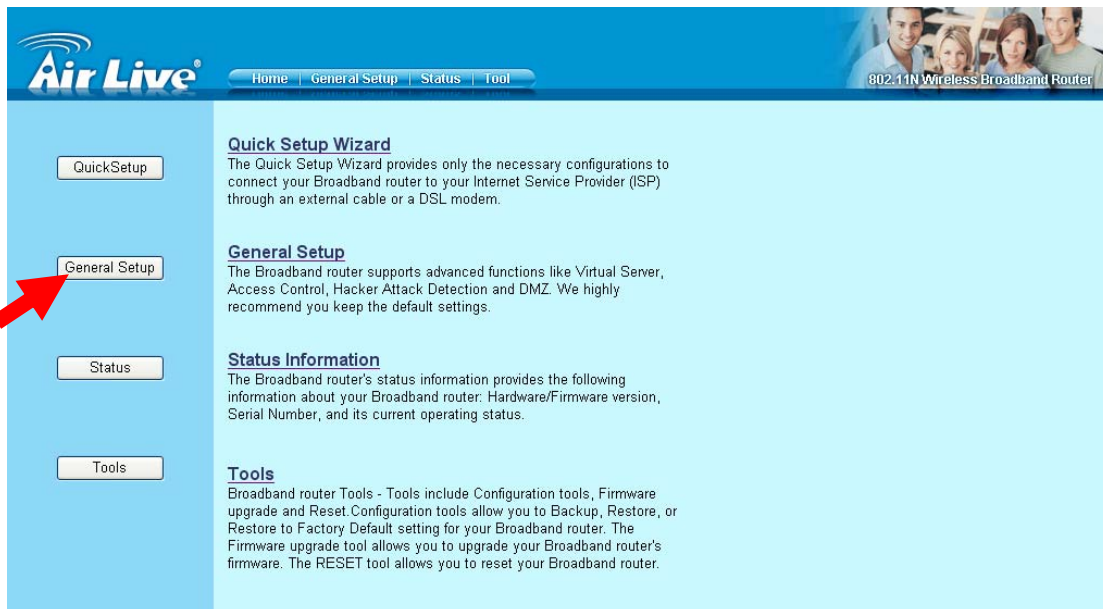 Air Live®
Home | General Setup | Status | Tool
802.11N Wireless Broadband Router
QuickSetup
Quick Setup Wizard
The Quick Setup Wizard provides only the necessary configurations to
connect your Broadband router to your Internet Service Provider (ISP)
through an external cable or a DSL modem.
General Setup
General Setup
The Broadband router supports advanced functions like Virtual Server,
Access Control, Hacker Attack Detection and DMZ. We highly
recommend you keep the default settings.
Status
Status Information
The Broadband router's status information provides the following
information about your Broadband router: Hardware/Firmware version,
Serial Number, and its current operating status.
Tools
Tools
Broadband router Tools - Tools include Configuration tools, Firmware
upgrade and Reset.Configuration tools allow you to Backup, Restore, or
Restore to Factory Default setting for your Broadband router. The
Firmware upgrade tool allows you to upgrade your Broadband router's
firmware. The RESET tool allows you to reset your Broadband router.